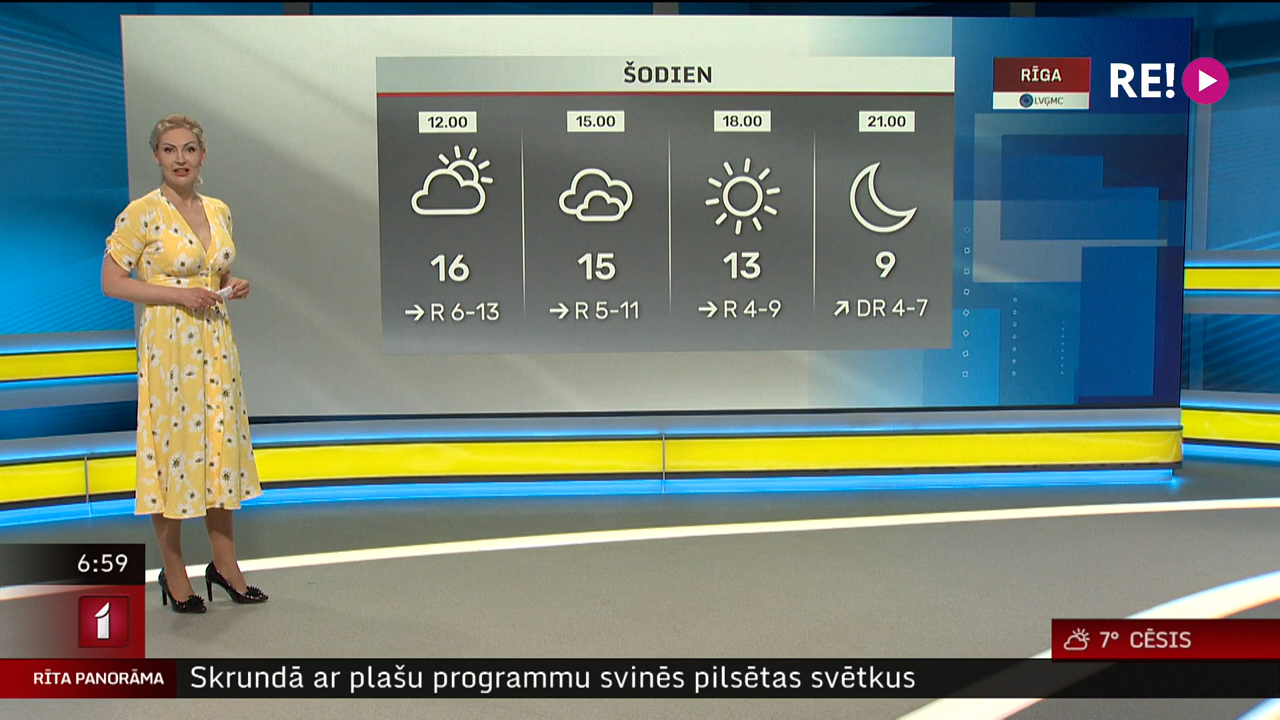 ŠODIEN
RĪGA
LVĢMC
RE!
12.00
15.00
18.00
21.00
16
15
13
9
R 6-13
R 5-11
R 4-9
DR 4-7
6:59
1
7° CĒSIS
RĪTA PANORĀMA
Skrundā ar plašu programmu svinēs pilsētas svētkus